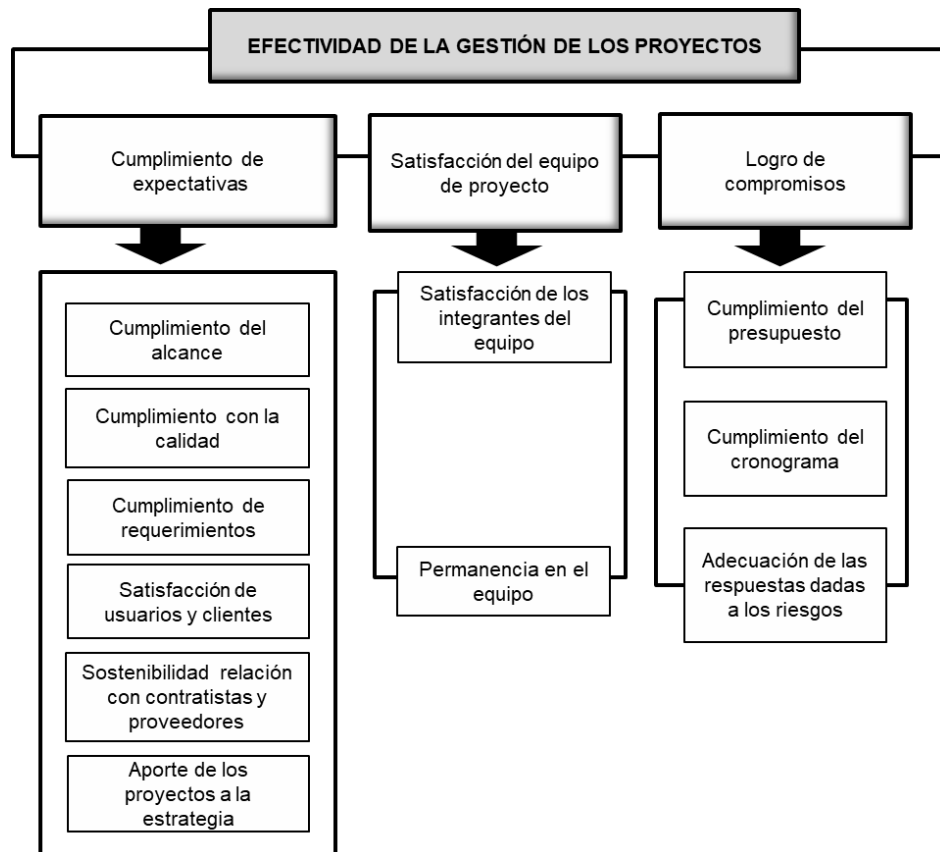 EFECTIVIDAD DE LA GESTIÓN DE LOS PROYECTOS
Cumplimiento de
expectativas
Satisfacción del equipo
de proyecto
Logro de
compromisos
Cumplimiento del
alcance
Cumplimiento con la
calidad
Cumplimiento de
requerimientos
Satisfacción de
usuarios y clientes
Sostenibilidad relación
con contratistas y
proveedores
Aporte de los
proyectos a la
estrategia
Satisfacción de los
integrantes del
equipo
Permanencia en el
equipo
Cumplimiento del
presupuesto
Cumplimiento del
cronograma
Adecuación de las
respuestas dadas
a los riesgos